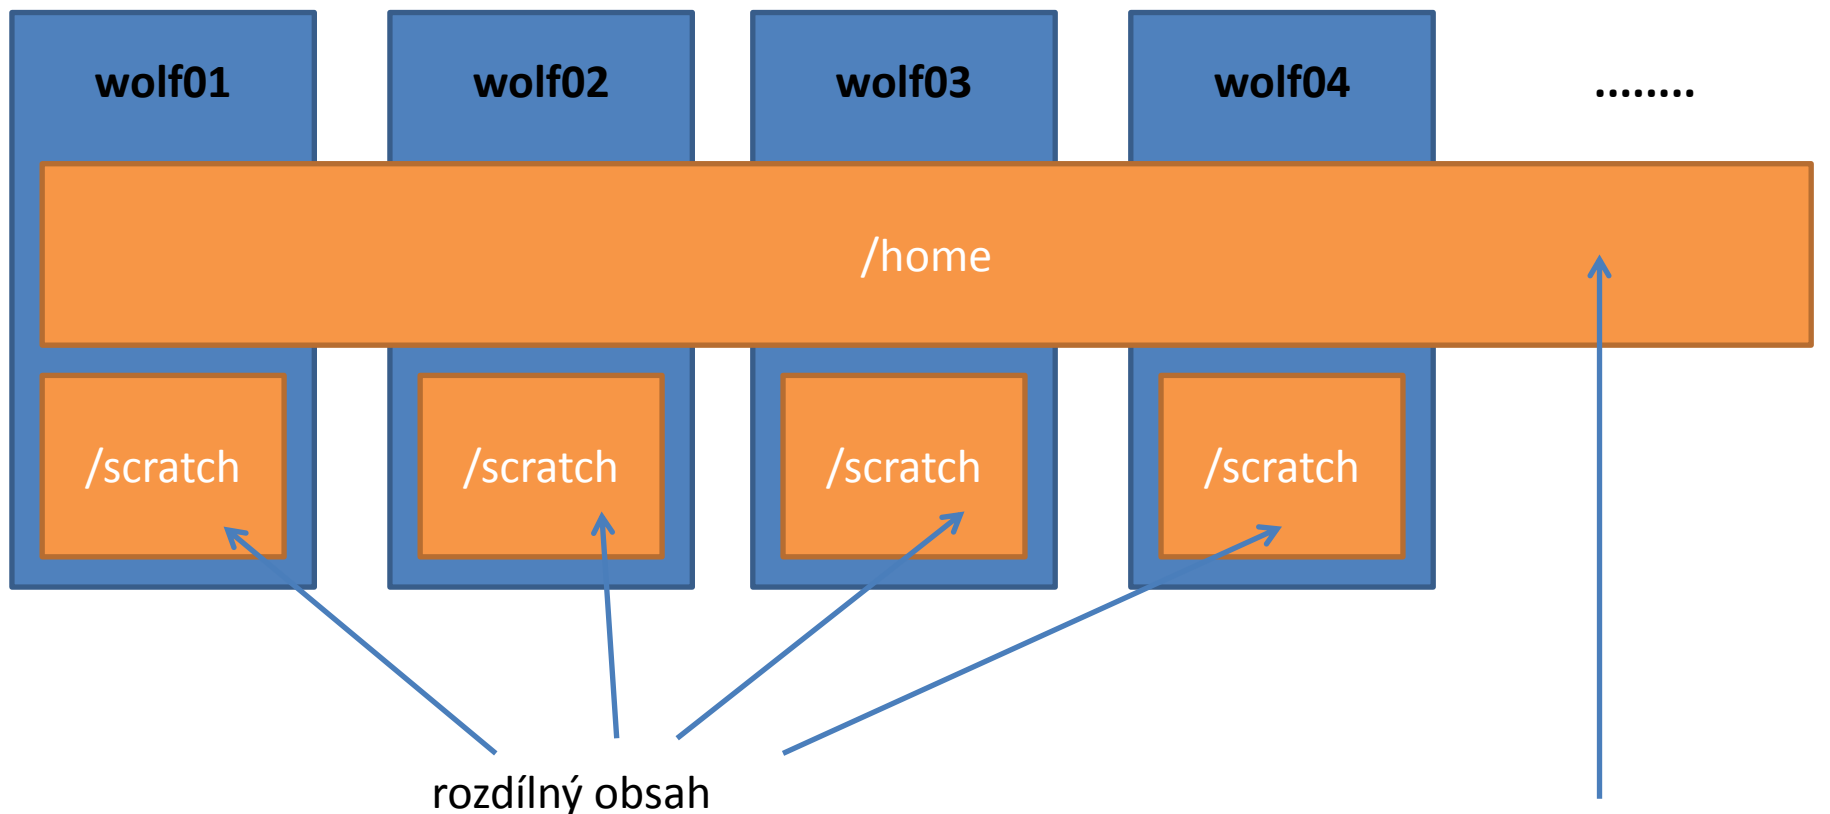 wolf01 wolf02 wolf03 wolf04 ........
/home
/scratch /scratch /scratch /scratch
rozdílný obsah